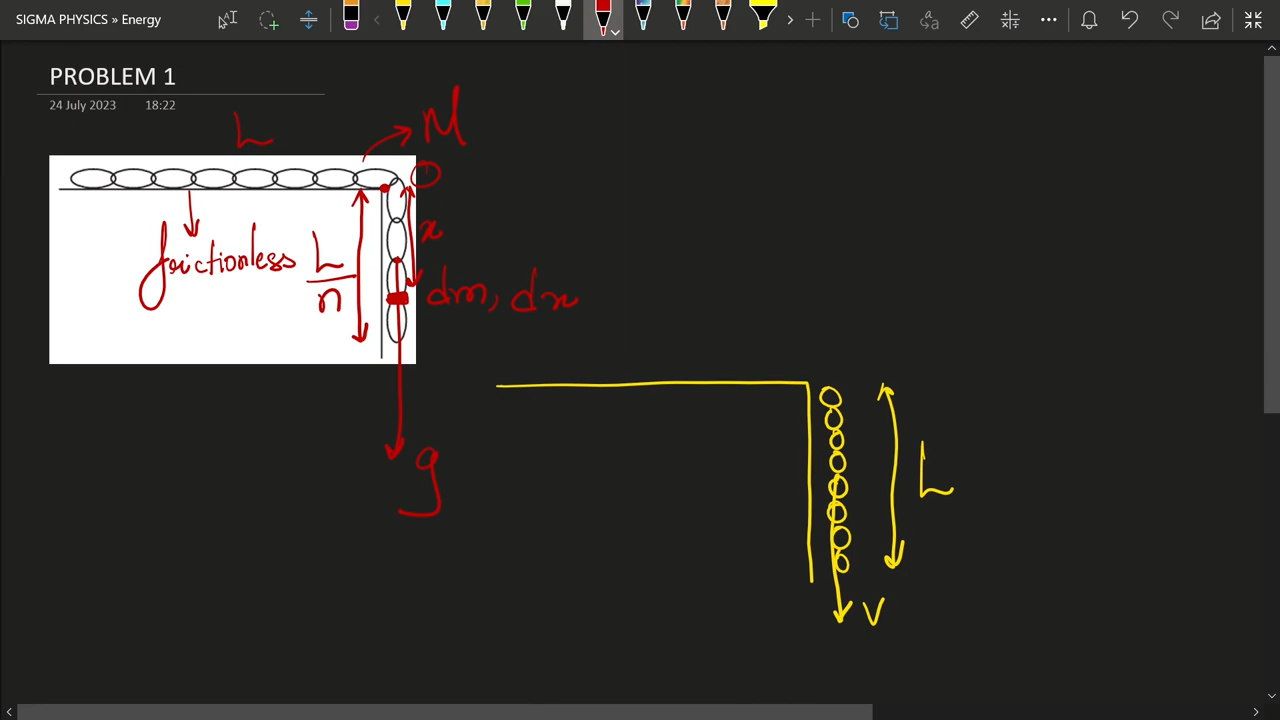 SIGMA PHYSICS » Energy
PROBLEM 1
24 July 2023 18:22
L
M
O
x
frictionless
L/n
dm, dx
g
L
v